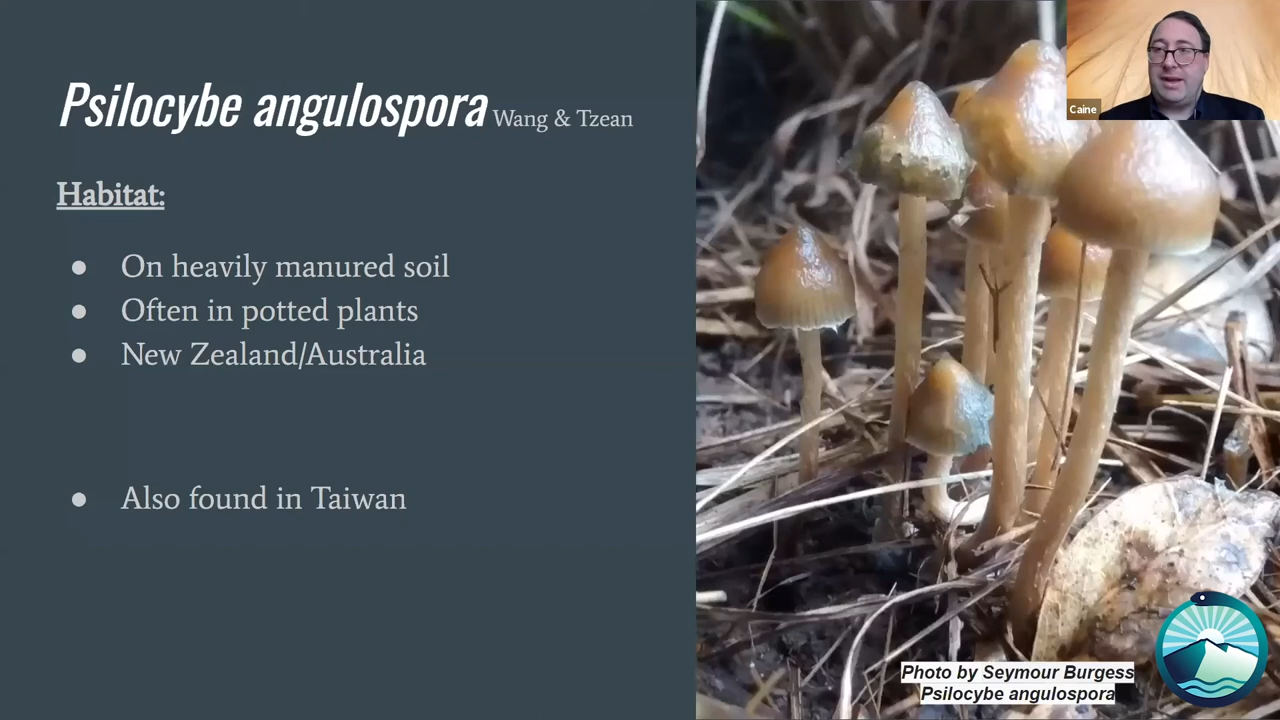 Psilocybe angulospora Wang & Tzean
Habitat:
● On heavily manured soil
● Often in potted plants
● New Zealand/Australia
● Also found in Taiwan
Caine
Photo by Seymour Burgess
Psilocybe angulospora